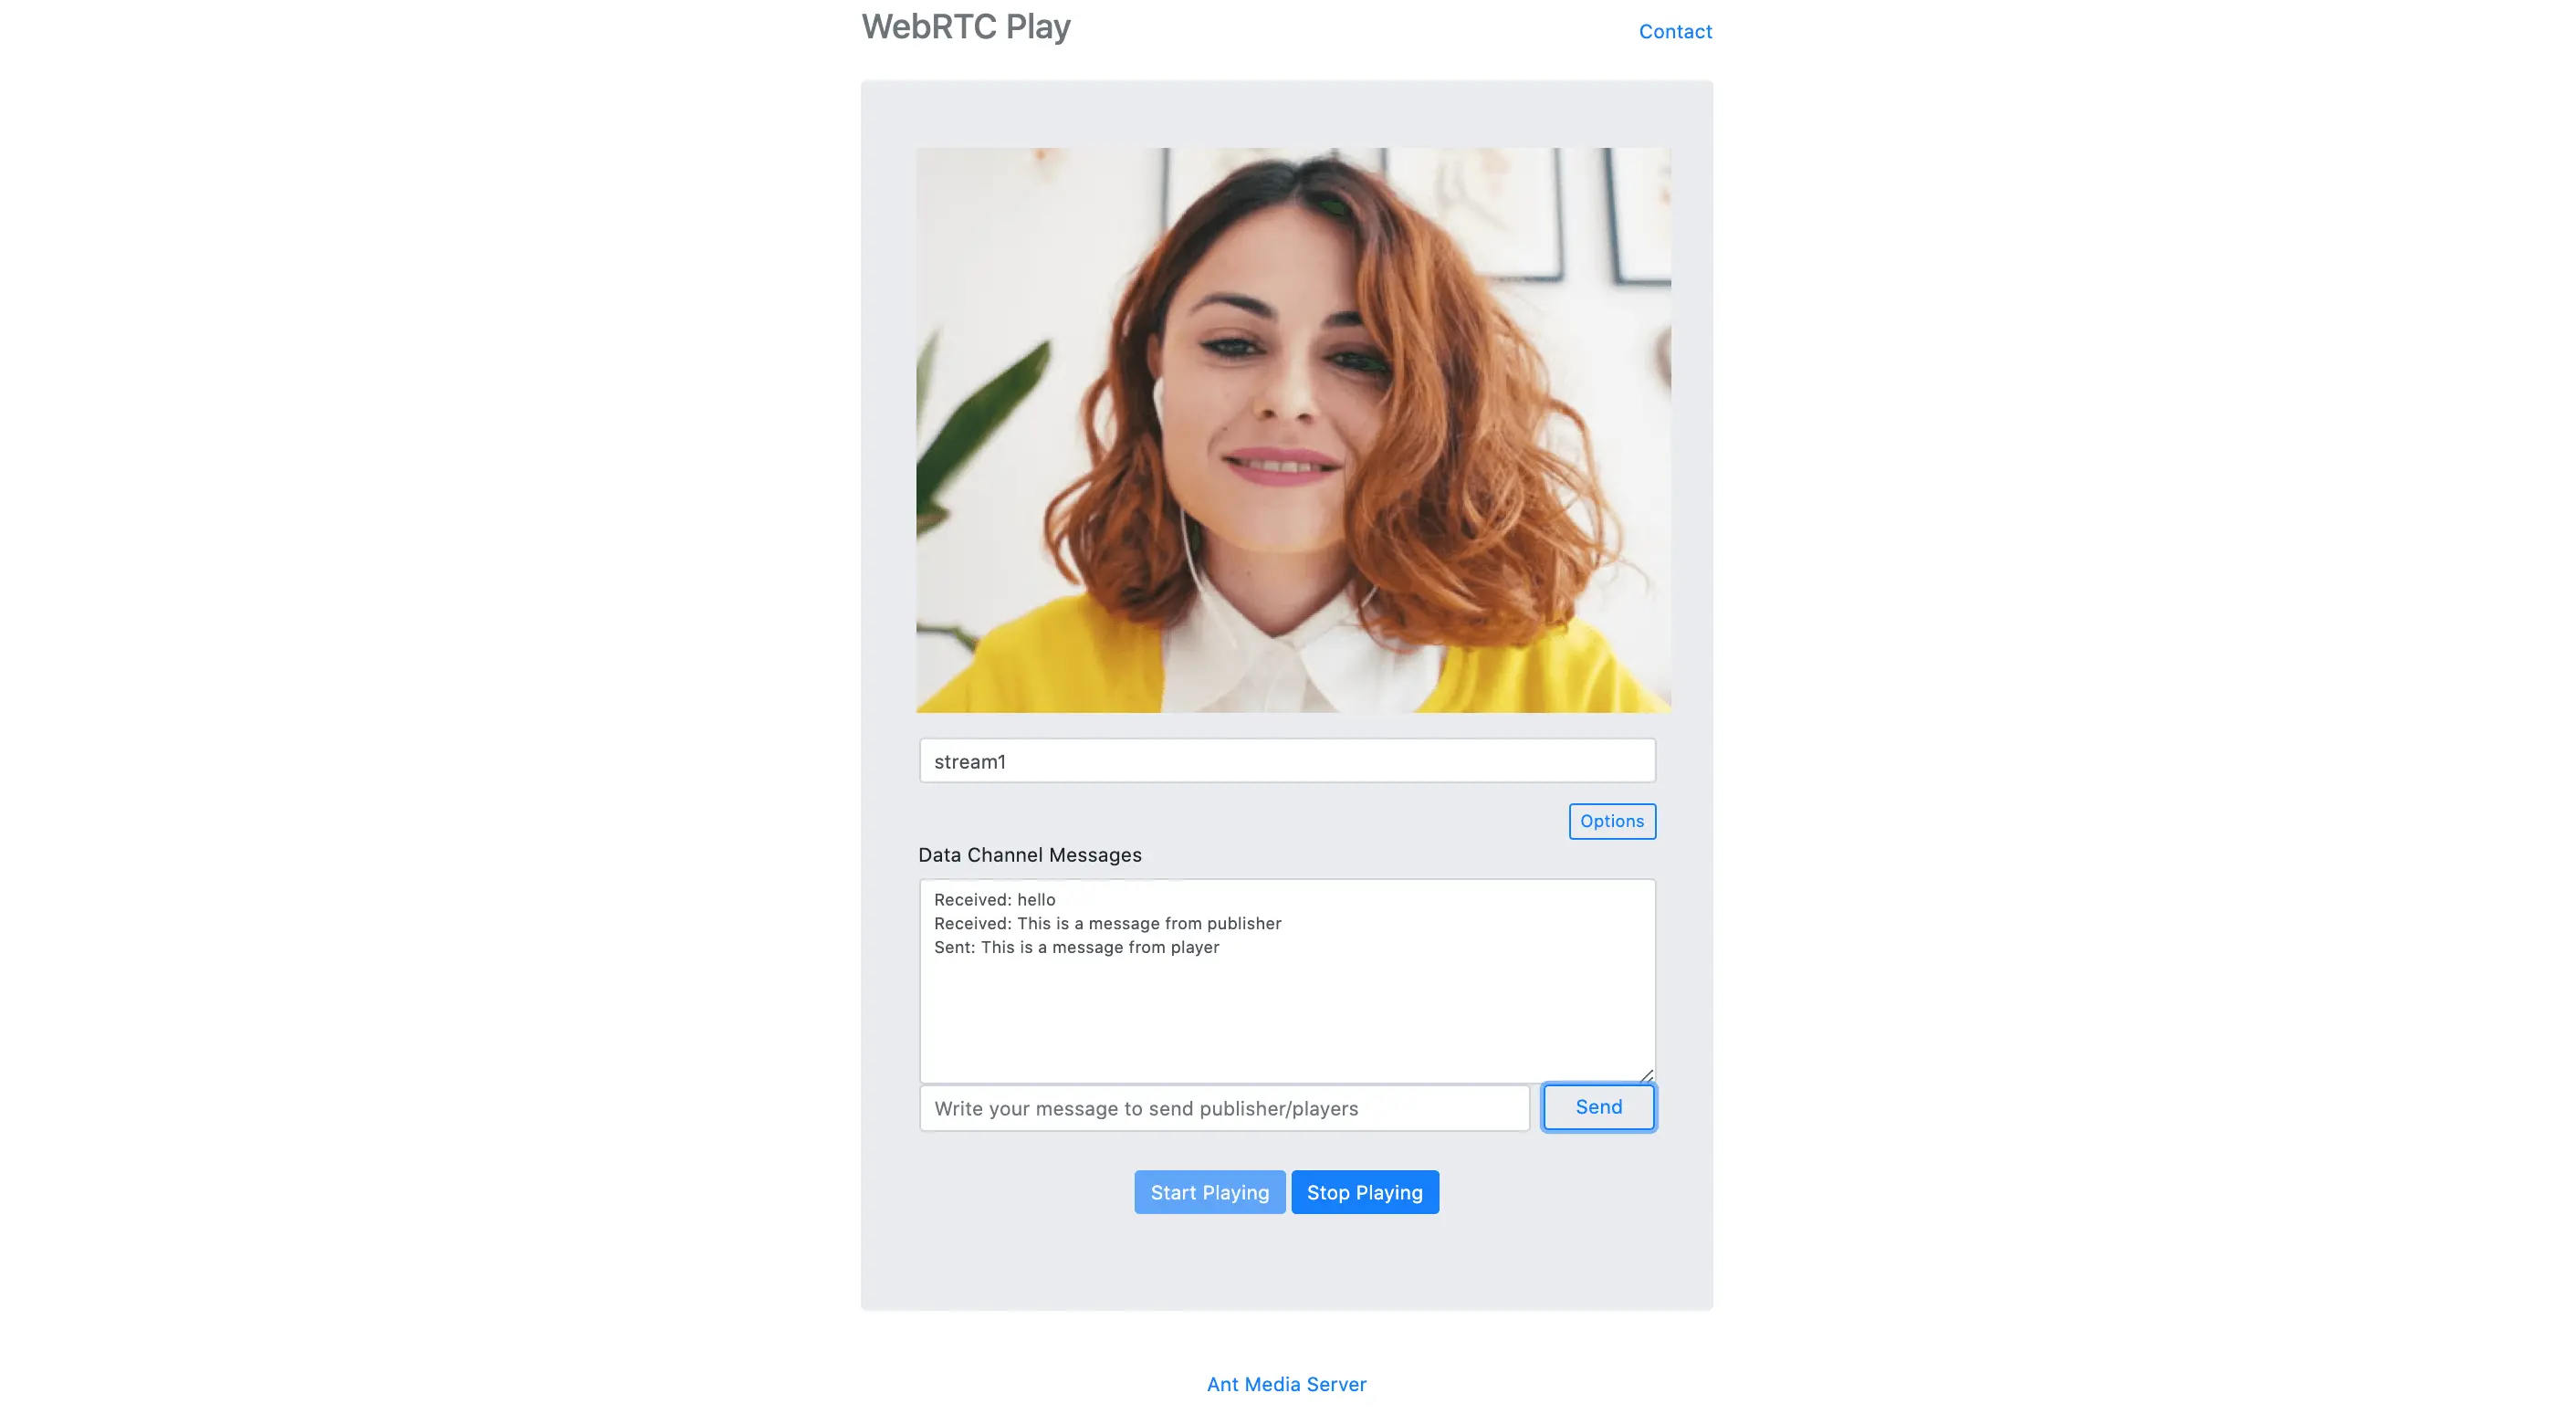 WebRTC Play
Contact
stream1
Options
Data Channel Messages
Received: hello
Received: This is a message from publisher
Sent: This is a message from player
Write your message to send publisher/players
Send
Start Playing
Stop Playing
Ant Media Server